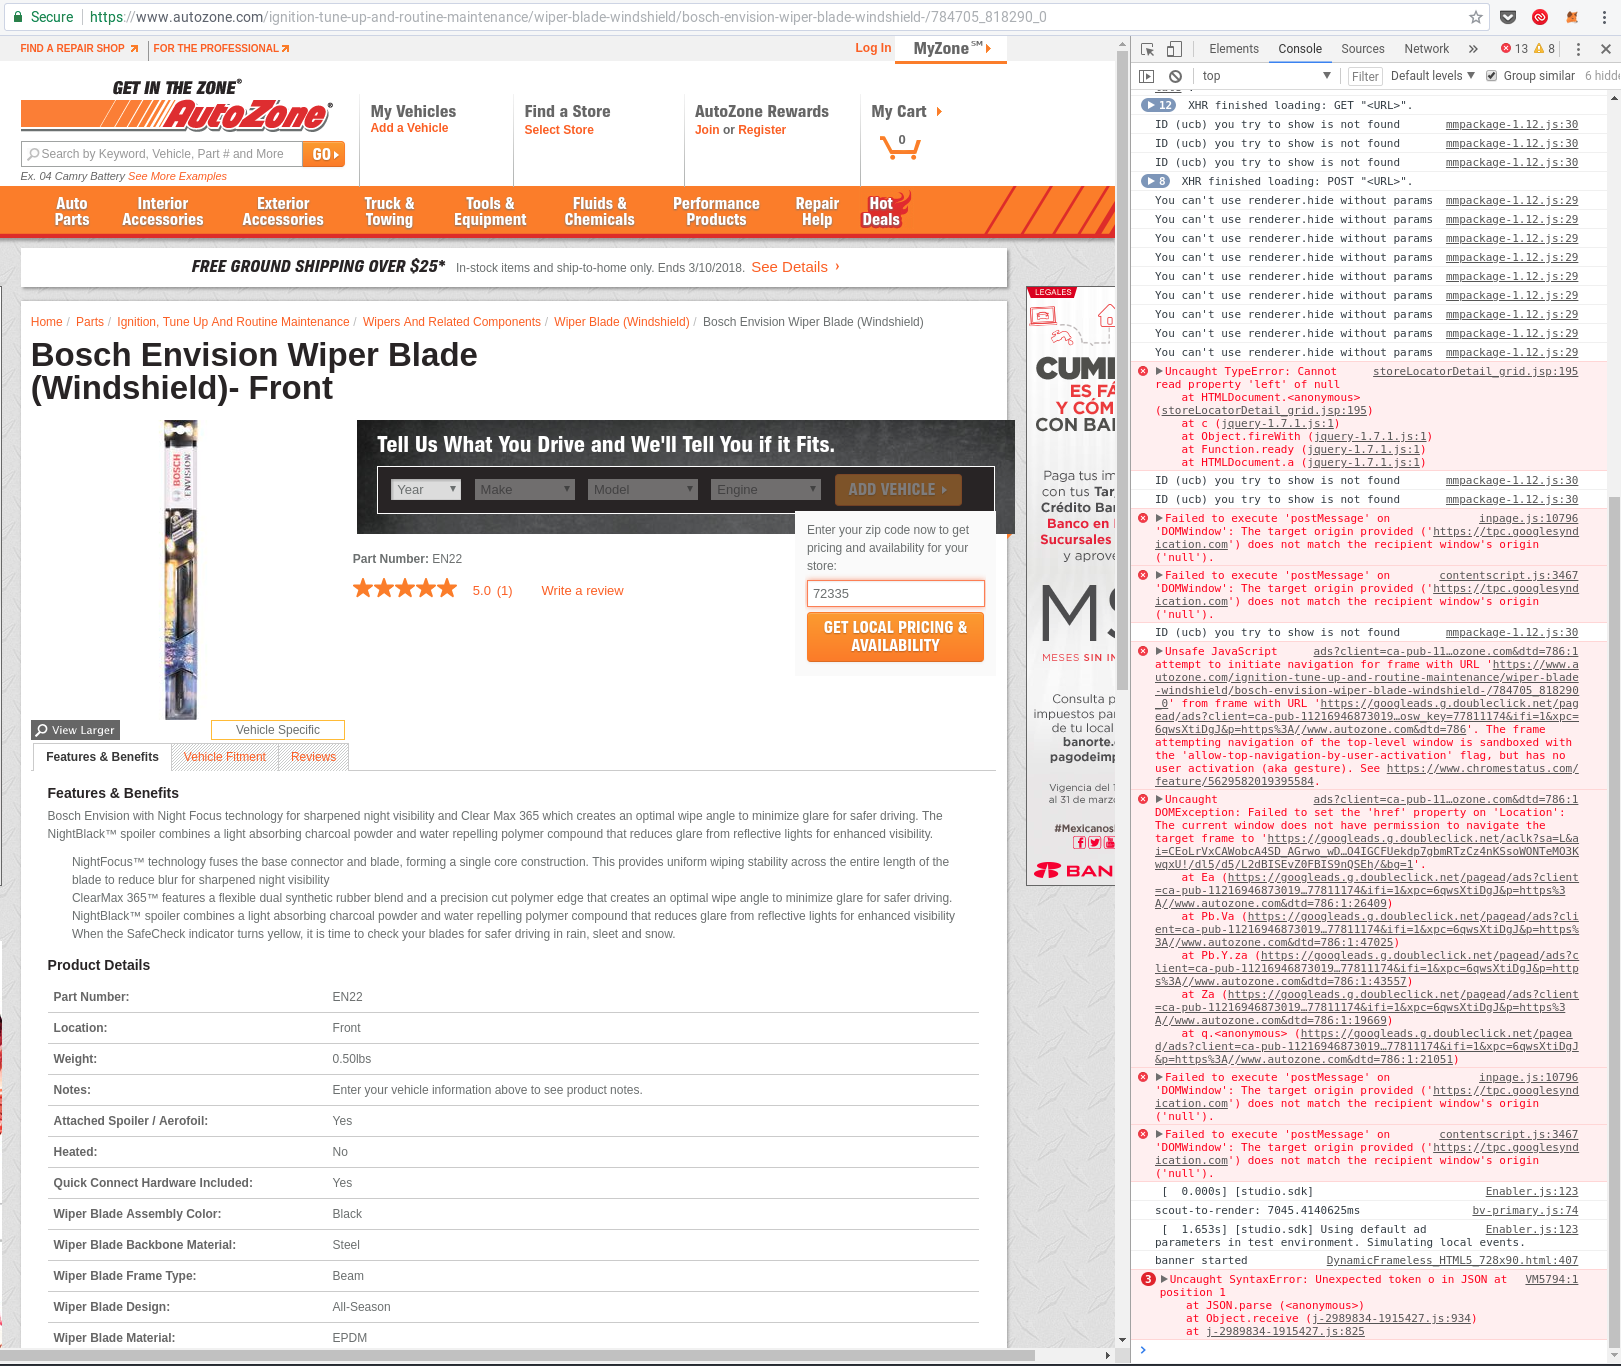 Secure
https://www.autozone.com/ignition-tune-up-and-routine-maintenance/wiper-blade-windshield/bosch-envision-wiper-blade-windshield-/784705_818290_0
FIND A REPAIR SHOP
FOR THE PROFESSIONAL
Log In
MyZone℠
GET IN THE ZONE®
AutoZone®
Search by Keyword, Vehicle, Part # and More
GO
Ex. 04 Camry Battery See More Examples
My Vehicles
Add a Vehicle
Find a Store
Select Store
AutoZone Rewards
Join or Register
My Cart
0
Auto Parts
Interior Accessories
Exterior Accessories
Truck & Towing
Tools & Equipment
Fluids & Chemicals
Performance Products
Repair Help
Hot Deals
FREE GROUND SHIPPING OVER $25* In-stock items and ship-to-home only. Ends 3/10/2018. See Details ›
Home / Parts / Ignition, Tune Up And Routine Maintenance / Wipers And Related Components / Wiper Blade (Windshield) / Bosch Envision Wiper Blade (Windshield)
Bosch Envision Wiper Blade
(Windshield)- Front
BOSCH
ENVISION
Tell Us What You Drive and We'll Tell You if it Fits.
Year
Make
Model
Engine
ADD VEHICLE
Part Number: EN22
5.0 (1)
Write a review
Enter your zip code now to get
pricing and availability for your
store:
72335
GET LOCAL PRICING &
AVAILABILITY
View Larger
Vehicle Specific
Features & Benefits
Vehicle Fitment
Reviews
Features & Benefits
Bosch Envision with Night Focus technology for sharpened night visibility and Clear Max 365 which creates an optimal wipe angle to minimize glare for safer driving. The
NightBlack™ spoiler combines a light absorbing charcoal powder and water repelling polymer compound that reduces glare from reflective lights for enhanced visibility.
NightFocus™ technology fuses the base connector and blade, forming a single core construction. This provides uniform wiping stability across the entire length of the
blade to reduce blur for sharpened night visibility
ClearMax 365™ features a flexible dual synthetic rubber blend and a precision cut polymer edge that creates an optimal wipe angle to minimize glare for safer driving.
NightBlack™ spoiler combines a light absorbing charcoal powder and water repelling polymer compound that reduces glare from reflective lights for enhanced visibility
When the SafeCheck indicator turns yellow, it is time to check your blades for safer driving in rain, sleet and snow.
Product Details
Part Number: EN22
Location: Front
Weight: 0.50lbs
Notes: Enter your vehicle information above to see product notes.
Attached Spoiler / Aerofoil: Yes
Heated: No
Quick Connect Hardware Included: Yes
Wiper Blade Assembly Color: Black
Wiper Blade Backbone Material: Steel
Wiper Blade Frame Type: Beam
Wiper Blade Design: All-Season
Wiper Blade Material: EPDM
LEGALES
CUM
ES FÁ
Y CÓM
CON BA
Paga tus im
con tus Tar
Crédito Ba
Banco en
Sucursales
y aprove
MS
MESES SIN IN
Consulta p
impuestos pa
de tu local
banorte.
pagodeimp
Vigencia del 1
al 31 de marz
#Mexicanos
BAN
Elements
Console
Sources
Network
»
13
8
top
Filter
Default levels
Group similar
6 hidde
12 XHR finished loading: GET "<URL>".
ID (ucb) you try to show is not found mmpackage-1.12.js:30
ID (ucb) you try to show is not found mmpackage-1.12.js:30
ID (ucb) you try to show is not found mmpackage-1.12.js:30
8 XHR finished loading: POST "<URL>".
You can't use renderer.hide without params mmpackage-1.12.js:29
You can't use renderer.hide without params mmpackage-1.12.js:29
You can't use renderer.hide without params mmpackage-1.12.js:29
You can't use renderer.hide without params mmpackage-1.12.js:29
You can't use renderer.hide without params mmpackage-1.12.js:29
You can't use renderer.hide without params mmpackage-1.12.js:29
You can't use renderer.hide without params mmpackage-1.12.js:29
You can't use renderer.hide without params mmpackage-1.12.js:29
You can't use renderer.hide without params mmpackage-1.12.js:29
Uncaught TypeError: Cannot storeLocatorDetail_grid.jsp:195
read property 'left' of null
at HTMLDocument.<anonymous>
(storeLocatorDetail_grid.jsp:195)
at c (jquery-1.7.1.js:1)
at Object.fireWith (jquery-1.7.1.js:1)
at Function.ready (jquery-1.7.1.js:1)
at HTMLDocument.a (jquery-1.7.1.js:1)
ID (ucb) you try to show is not found mmpackage-1.12.js:30
ID (ucb) you try to show is not found mmpackage-1.12.js:30
Failed to execute 'postMessage' on inpage.js:10796
'DOMWindow': The target origin provided ('https://tpc.googlesynd
ication.com') does not match the recipient window's origin
('null').
Failed to execute 'postMessage' on contentscript.js:3467
'DOMWindow': The target origin provided ('https://tpc.googlesynd
ication.com') does not match the recipient window's origin
('null').
ID (ucb) you try to show is not found mmpackage-1.12.js:30
Unsafe JavaScript ads?client=ca-pub-11…ozone.com&dtd=786:1
attempt to initiate navigation for frame with URL 'https://www.a
utozone.com/ignition-tune-up-and-routine-maintenance/wiper-blade
-windshield/bosch-envision-wiper-blade-windshield-/784705_818290
_0' from frame with URL 'https://googleads.g.doubleclick.net/pag
ead/ads?client=ca-pub-11216946873019…osw_key=77811174&ifi=1&xpc=
6qwsXtiDgJ&p=https%3A//www.autozone.com&dtd=786'. The frame
attempting navigation of the top-level window is sandboxed with
the 'allow-top-navigation-by-user-activation' flag, but has no
user activation (aka gesture). See https://www.chromestatus.com/
feature/5629582019395584.
Uncaught ads?client=ca-pub-11…ozone.com&dtd=786:1
DOMException: Failed to set the 'href' property on 'Location':
The current window does not have permission to navigate the
target frame to 'https://googleads.g.doubleclick.net/aclk?sa=L&a
i=CEoLrVxCAWobcA4SD_AGrwo_wD…O4IGCFUekdp7gbmRTzCz4nKSsoWONTeMO3K
wqxU!/dl5/d5/L2dBISEvZ0FBIS9nQSEh/&bg=1'.
at Ea (https://googleads.g.doubleclick.net/pagead/ads?client
=ca-pub-11216946873019…77811174&ifi=1&xpc=6qwsXtiDgJ&p=https%3
A//www.autozone.com&dtd=786:1:26409)
at Pb.Va (https://googleads.g.doubleclick.net/pagead/ads?cli
ent=ca-pub-11216946873019…77811174&ifi=1&xpc=6qwsXtiDgJ&p=https%
3A//www.autozone.com&dtd=786:1:47025)
at Pb.Y.za (https://googleads.g.doubleclick.net/pagead/ads?c
lient=ca-pub-11216946873019…77811174&ifi=1&xpc=6qwsXtiDgJ&p=http
s%3A//www.autozone.com&dtd=786:1:43557)
at Za (https://googleads.g.doubleclick.net/pagead/ads?client
=ca-pub-11216946873019…77811174&ifi=1&xpc=6qwsXtiDgJ&p=https%3
A//www.autozone.com&dtd=786:1:19669)
at q.<anonymous> (https://googleads.g.doubleclick.net/pagea
d/ads?client=ca-pub-11216946873019…77811174&ifi=1&xpc=6qwsXtiDgJ
&p=https%3A//www.autozone.com&dtd=786:1:21051)
Failed to execute 'postMessage' on inpage.js:10796
'DOMWindow': The target origin provided ('https://tpc.googlesynd
ication.com') does not match the recipient window's origin
('null').
Failed to execute 'postMessage' on contentscript.js:3467
'DOMWindow': The target origin provided ('https://tpc.googlesynd
ication.com') does not match the recipient window's origin
('null').
[ 0.000s] [studio.sdk] Enabler.js:123
scout-to-render: 7045.4140625ms bv-primary.js:74
[ 1.653s] [studio.sdk] Using default ad Enabler.js:123
parameters in test environment. Simulating local events.
banner started DynamicFrameless_HTML5_728x90.html:407
3 Uncaught SyntaxError: Unexpected token o in JSON at VM5794:1
position 1
at JSON.parse (<anonymous>)
at Object.receive (j-2989834-1915427.js:934)
at j-2989834-1915427.js:825